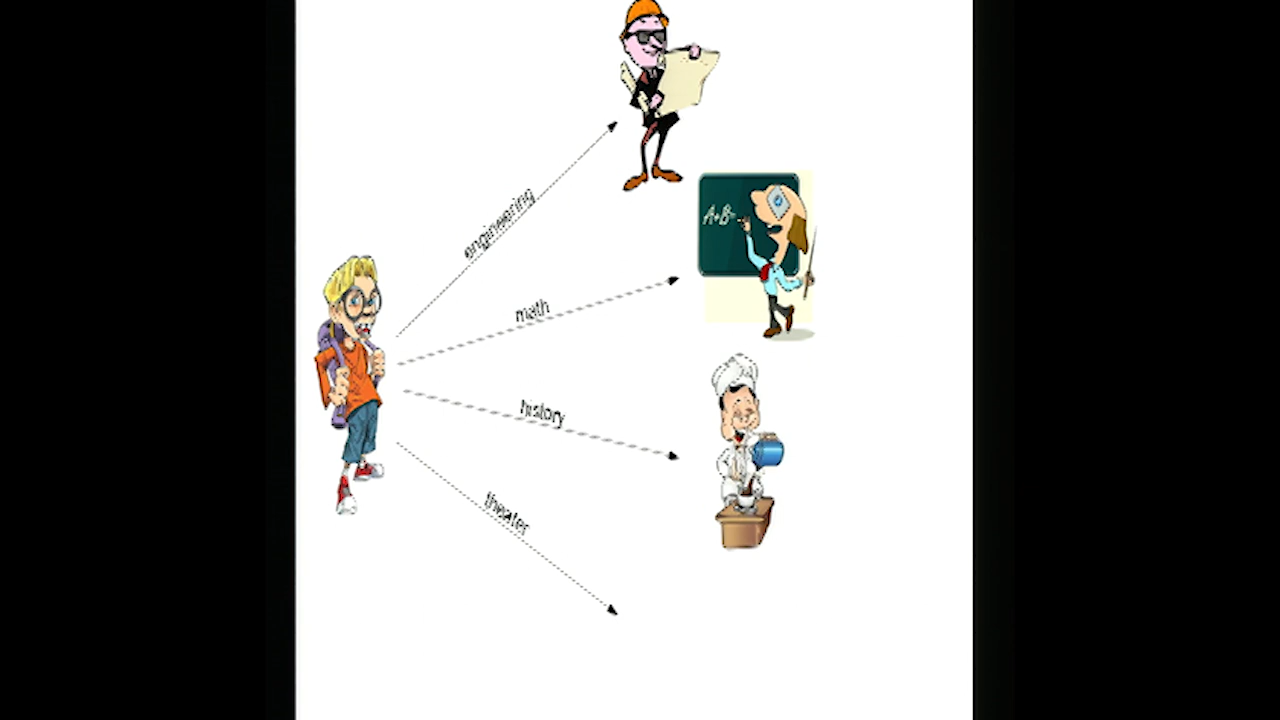 engineering
A+B=
math
history
theater